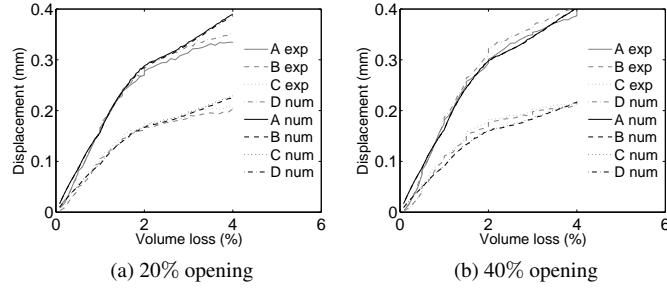 0.4
0.3
0.2
0.1
0
Displacement (mm)
0 2 4 6
Volume loss (%)
A exp
B exp
C exp
D num
A num
B num
C num
D num
(a) 20% opening
0.4
0.3
0.2
0.1
0
Displacement (mm)
0 2 4 6
Volume loss (%)
A exp
B exp
C exp
D num
A num
B num
C num
D num
(b) 40% opening